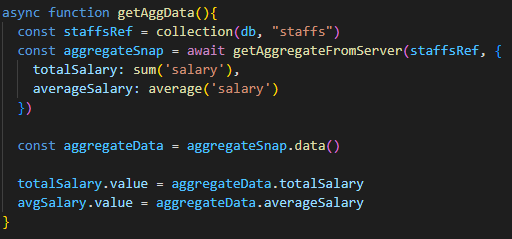 async function getAggData(){
const staffsRef = collection(db, "staffs")
const aggregateSnap = await getAggregateFromServer(staffsRef, {
totalSalary: sum('salary'),
averageSalary: average('salary')
})
const aggregateData = aggregateSnap.data()
totalSalary.value = aggregateData.totalSalary
avgSalary.value = aggregateData.averageSalary
}